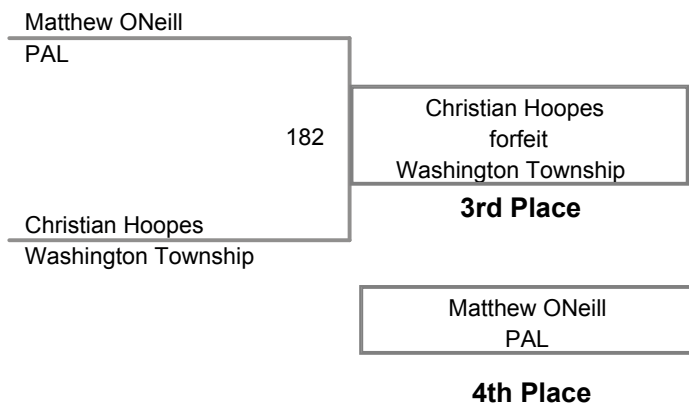 Matthew ONeill
PAL
182
Christian Hoopes
forfeit
Washington Township
3rd Place
Christian Hoopes
Washington Township
Matthew ONeill
PAL
4th Place